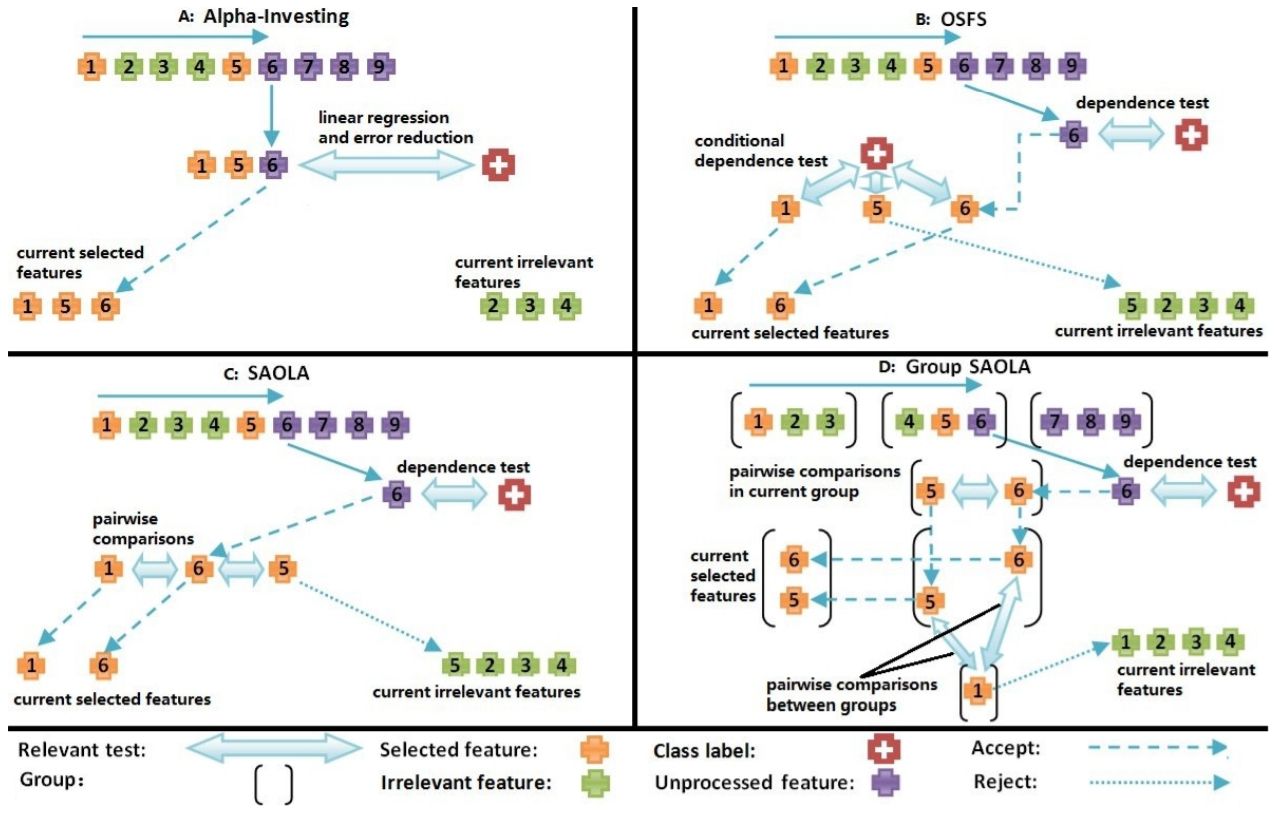 A: Alpha-Investing
1 2 3 4 5 6 7 8 9
linear regression
and error reduction
1 5 6
current selected
features
1 5 6
current irrelevant
features
2 3 4
B: OSFS
1 2 3 4 5 6 7 8 9
dependence test
6
conditional
dependence test
1 5 6
1 6
current selected features
5 2 3 4
current irrelevant features
C: SAOLA
1 2 3 4 5 6 7 8 9
dependence test
6
pairwise
comparisons
1 6 5
1 6
current selected features
5 2 3 4
current irrelevant features
D: Group SAOLA
1 2 3 4 5 6 7 8 9
pairwise comparisons
in current group
5 6
dependence test
6
current
selected
features
6
5
6
5
1
pairwise comparisons
between groups
1 2 3 4
current irrelevant
features
Relevant test: Selected feature: Class label: Accept:
Group: Irrelevant feature: Unprocessed feature: Reject: